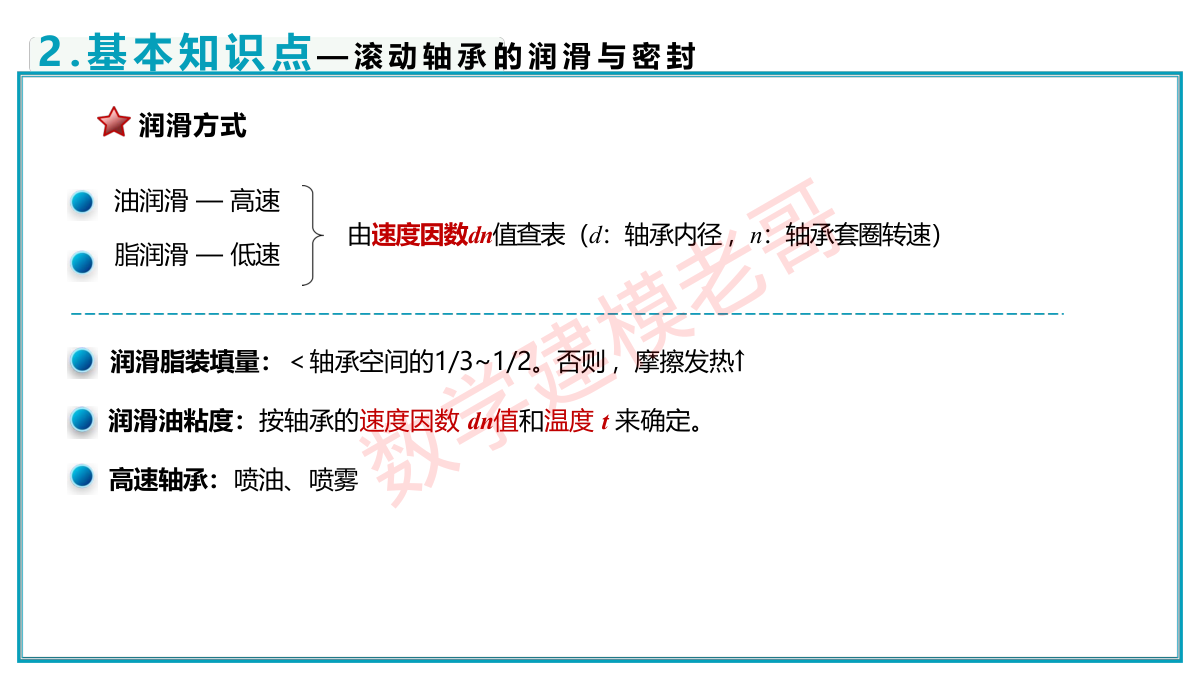 2.基本知识点—滚动轴承的润滑与密封
润滑方式
油润滑 — 高速
脂润滑 — 低速
由速度因数dn值查表（d：轴承内径，n：轴承套圈转速）
润滑脂装填量：＜轴承空间的1/3~1/2。否则，摩擦发热↑
润滑油粘度：按轴承的速度因数 dn值和温度 t 来确定。
高速轴承：喷油、喷雾
数学建模老哥